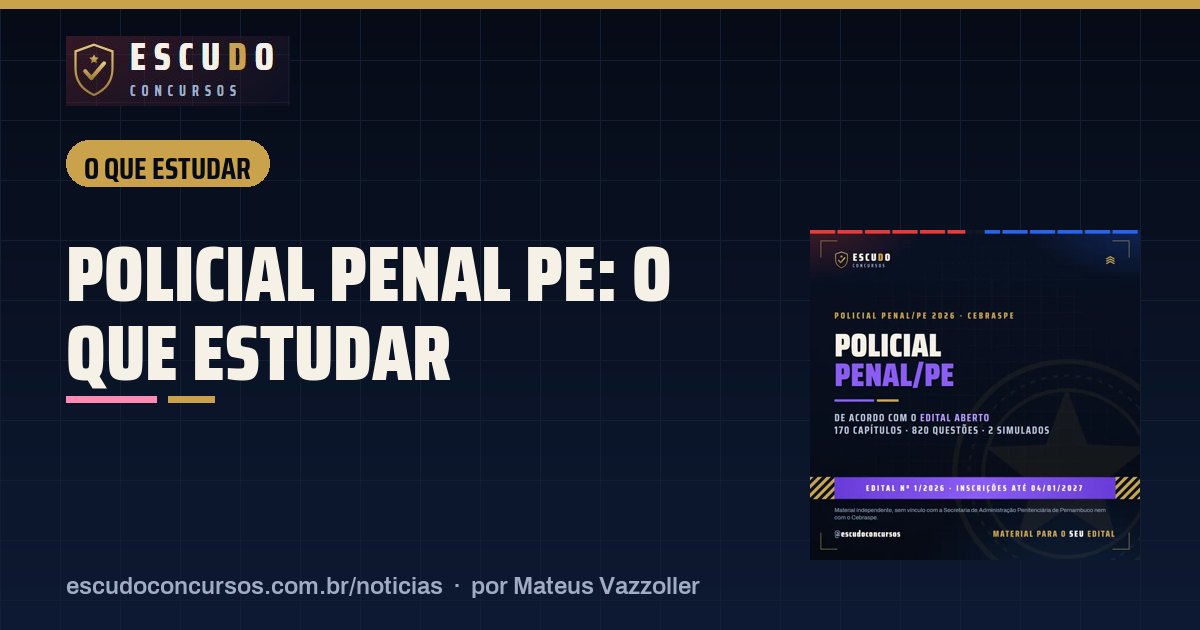 ESCUDO
CONCURSOS
O QUE ESTUDAR
POLICIAL PENAL PE: O
QUE ESTUDAR
ESCUDO
CONCURSOS
POLICIAL PENAL/PE 2026 · CEBRASPE
POLICIAL
PENAL/PE
DE ACORDO COM O EDITAL ABERTO
170 CAPÍTULOS · 820 QUESTÕES · 2 SIMULADOS
EDITAL Nº 1/2026 · INSCRIÇÕES ATÉ 04/01/2027
Material independente, sem vínculo com a Secretaria de Administração Penitenciária de Pernambuco nem
com o Cebraspe.
@escudoconcursos
MATERIAL PARA O SEU EDITAL
escudoconcursos.com.br/noticias · por Mateus Vazzoller